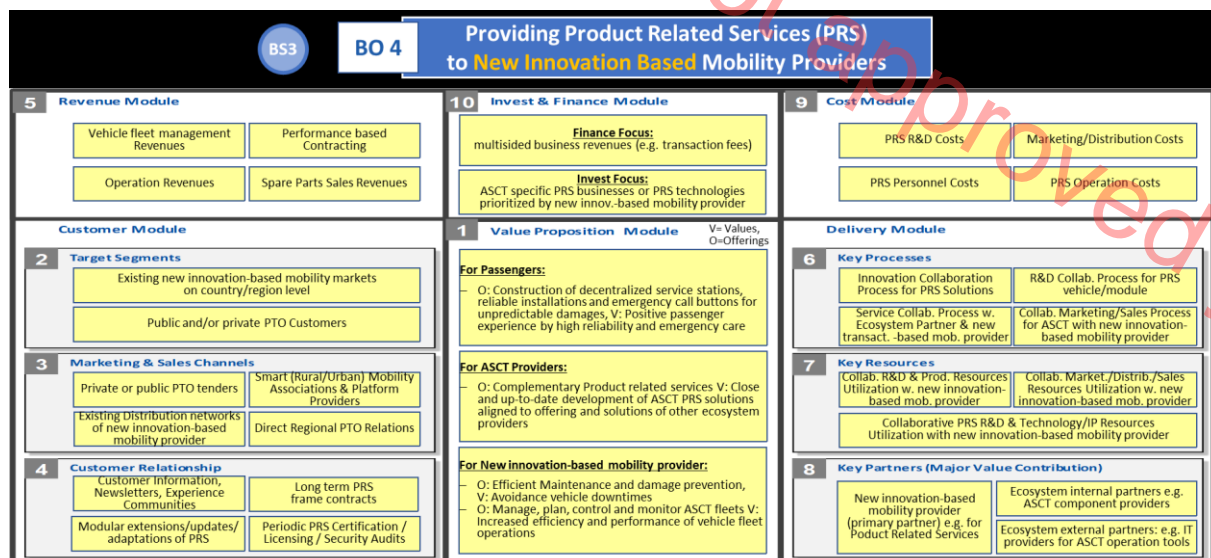 BS3
BO 4
Providing Product Related Services (PRS)
to New Innovation Based Mobility Providers
5 Revenue Module
Vehicle fleet management
Revenues
Performance based
Contracting
Operation Revenues
Spare Parts Sales Revenues
10 Invest & Finance Module
Finance Focus:
multisided business revenues (e.g. transaction fees)
Invest Focus:
ASCT specific PRS businesses or PRS technologies
prioritized by new innov.-based mobility provider
9 Cost Module
PRS R&D Costs
Marketing/Distribution Costs
PRS Personnel Costs
PRS Operation Costs
Customer Module
2 Target Segments
Existing new innovation-based mobility markets
on country/region level
Public and/or private PTO Customers
3 Marketing & Sales Channels
Private or public PTO tenders
Smart (Rural/Urban) Mobility
Associations & Platform
Providers
Existing Distribution networks
of new innovation-based
mobility provider
Direct Regional PTO Relations
4 Customer Relationship
Customer Information,
Newsletters, Experience
Communities
Long term PRS
frame contracts
Modular extensions/updates/
adaptations of PRS
Periodic PRS Certification /
Licensing / Security Audits
1 Value Proposition Module
V= Values,
O=Offerings
For Passengers:
– O: Construction of decentralized service stations,
reliable installations and emergency call buttons for
unpredictable damages, V: Positive passenger
experience by high reliability and emergency care
For ASCT Providers:
– O: Complementary Product related services V: Close
and up-to-date development of ASCT PRS solutions
aligned to offering and solutions of other ecosystem
providers
For New innovation-based mobility provider:
– O: Efficient Maintenance and damage prevention,
V: Avoidance vehicle downtimes
– O: Manage, plan, control and monitor ASCT fleets V:
Increased efficiency and performance of vehicle fleet
operations
Delivery Module
6 Key Processes
Innovation Collaboration
Process for PRS Solutions
R&D Collab. Process for PRS
vehicle/module
Service Collab. Process w.
Ecosystem Partner & new
transact. -based mob. provider
Collab. Marketing/Sales Process
for ASCT with new innovation-
based mobility provider
7 Key Resources
Collab. R&D & Prod. Resources
Utilization w. new innovation-
based mob. provider
Collab. Market./Distrib./Sales
Resources Utilization w. new
innovation-based mob. provider
Collaborative PRS R&D & Technology/IP Resources
Utilization with new innovation-based mobility provider
8 Key Partners (Major Value Contribution)
New innovation-based
mobility provider
(primary partner) e.g. for
Poduct Related Services
Ecosystem internal partners e.g.
ASCT component providers
Ecosystem external partners: e.g. IT
providers for ASCT operation tools
approved